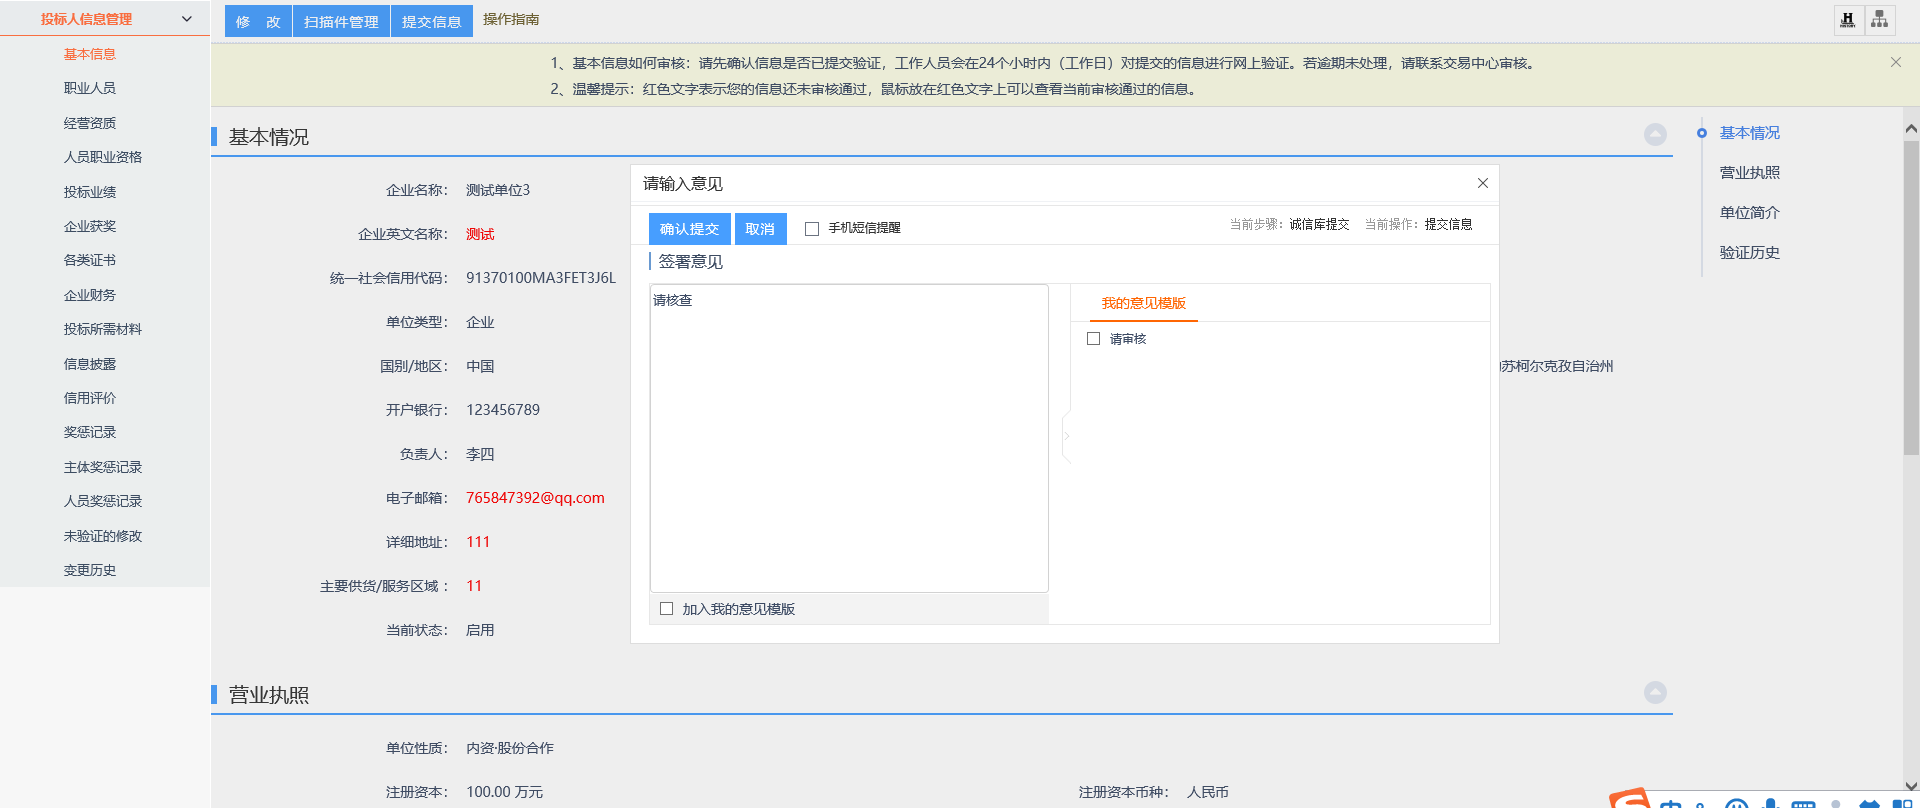 投标人信息管理
基本信息
职业人员
经营资质
人员职业资格
投标业绩
企业获奖
各类证书
企业财务
投标所需材料
信息披露
信用评价
奖惩记录
主体奖惩记录
人员奖惩记录
未验证的修改
变更历史
修 改 扫描件管理 提交信息 操作指南
1、基本信息如何审核：请先确认信息是否已提交验证，工作人员会在24个小时内（工作日）对提交的信息进行网上验证。若逾期未处理，请联系交易中心审核。
2、温馨提示：红色文字表示您的信息还未审核通过，鼠标放在红色文字上可以查看当前审核通过的信息。
基本情况
企业名称： 测试单位3
企业英文名称： 测试
统一社会信用代码： 91370100MA3FET3J6L
单位类型： 企业
国别/地区： 中国
苏柯尔克孜自治州
开户银行： 123456789
负责人： 李四
电子邮箱： 765847392@qq.com
详细地址： 111
主要供货/服务区域： 11
当前状态： 启用
请输入意见
确认提交 取消 手机短信提醒 当前步骤：诚信库提交 当前操作：提交信息
签署意见
请核查
加入我的意见模版
我的意见模版
请审核
营业执照
单位性质： 内资·股份合作
注册资本： 100.00 万元 注册资本币种： 人民币
基本情况
营业执照
单位简介
验证历史